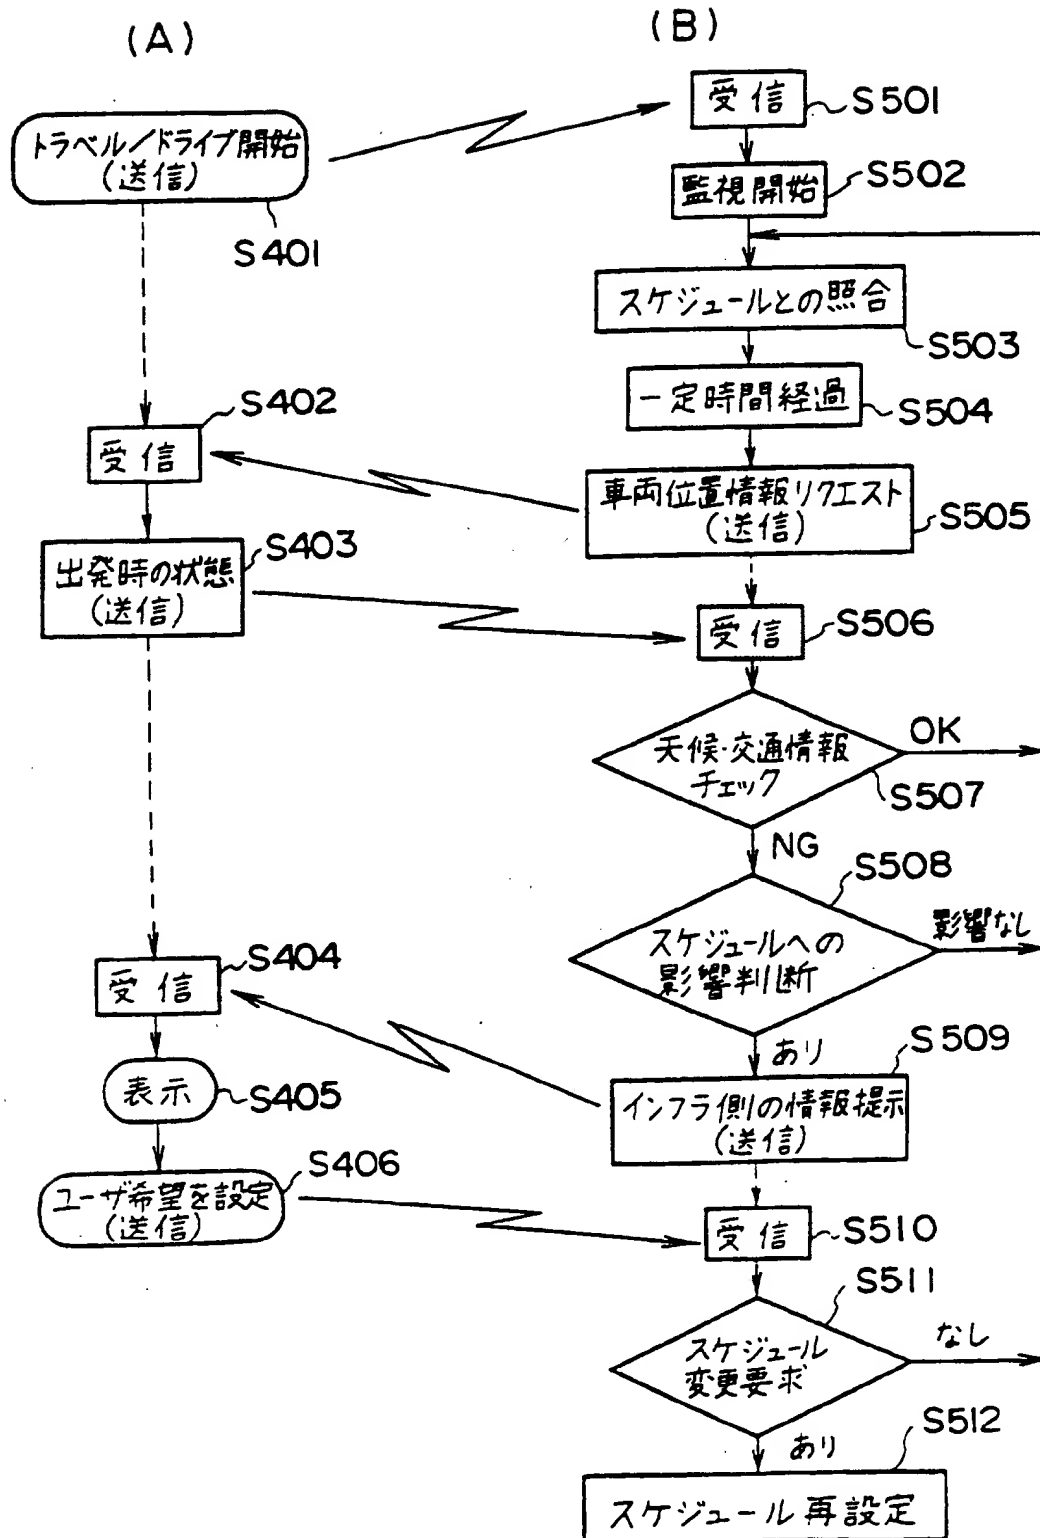 (A)
(B)
トラベル/ドライブ開始
(送信)
S401
受信
S402
出発時の状態
(送信)
S403
受信
S404
表示
S405
ユーザ希望を設定
(送信)
S406
受信
S501
監視開始
S502
スケジュールとの照合
S503
一定時間経過
S504
車両位置情報リクエスト
(送信)
S505
受信
S506
天候・交通情報
チェック
S507
OK
NG
スケジュールへの
影響判断
S508
影響なし
あり
インフラ側の情報提示
(送信)
S509
受信
S510
スケジュール
変更要求
S511
なし
あり
スケジュール再設定
S512